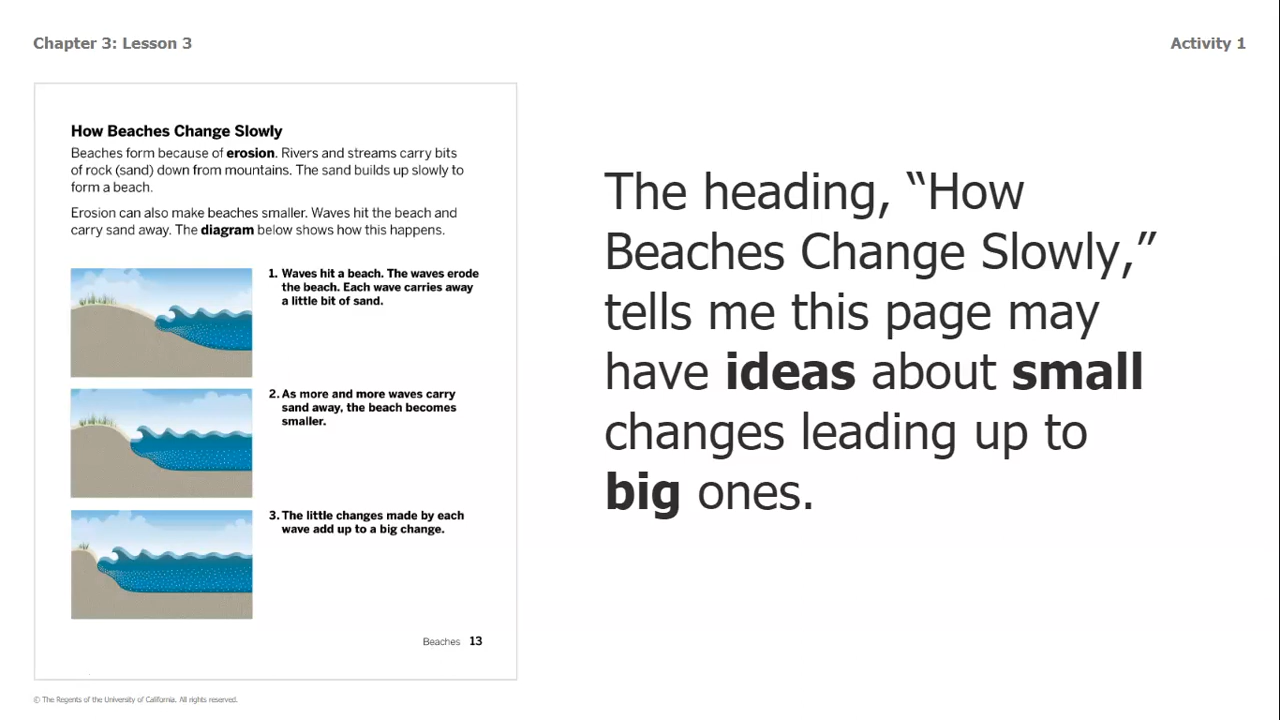 Chapter 3: Lesson 3
Activity 1
How Beaches Change Slowly
Beaches form because of erosion. Rivers and streams carry bits
of rock (sand) down from mountains. The sand builds up slowly to
form a beach.
Erosion can also make beaches smaller. Waves hit the beach and
carry sand away. The diagram below shows how this happens.
1. Waves hit a beach. The waves erode
the beach. Each wave carries away
a little bit of sand.
2. As more and more waves carry
sand away, the beach becomes
smaller.
3. The little changes made by each
wave add up to a big change.
Beaches 13
The heading, “How
Beaches Change Slowly,”
tells me this page may
have ideas about small
changes leading up to
big ones.
© The Regents of the University of California. All rights reserved.